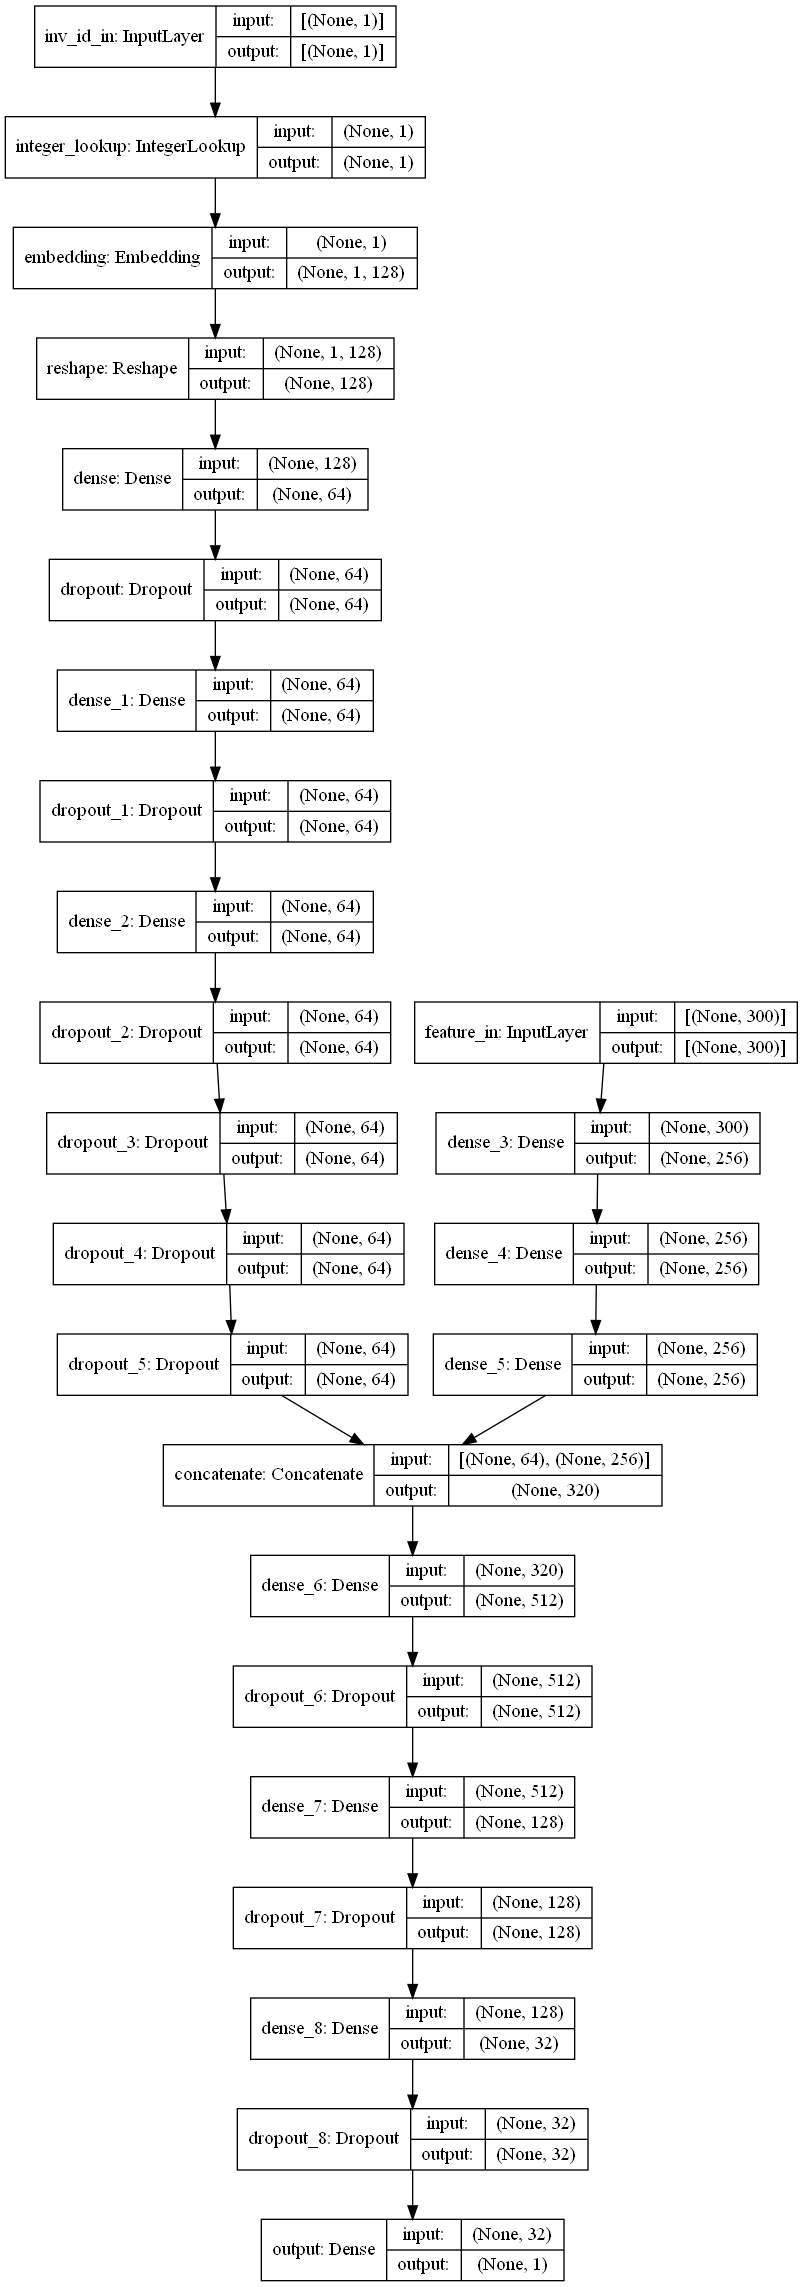 inv_id_in: InputLayer input: [(None, 1)]
output: [(None, 1)]
integer_lookup: IntegerLookup input: (None, 1)
output: (None, 1)
embedding: Embedding input: (None, 1)
output: (None, 1, 128)
reshape: Reshape input: (None, 1, 128)
output: (None, 128)
dense: Dense input: (None, 128)
output: (None, 64)
dropout: Dropout input: (None, 64)
output: (None, 64)
dense_1: Dense input: (None, 64)
output: (None, 64)
dropout_1: Dropout input: (None, 64)
output: (None, 64)
dense_2: Dense input: (None, 64)
output: (None, 64)
dropout_2: Dropout input: (None, 64)
output: (None, 64)
feature_in: InputLayer input: [(None, 300)]
output: [(None, 300)]
dropout_3: Dropout input: (None, 64)
output: (None, 64)
dense_3: Dense input: (None, 300)
output: (None, 256)
dropout_4: Dropout input: (None, 64)
output: (None, 64)
dense_4: Dense input: (None, 256)
output: (None, 256)
dropout_5: Dropout input: (None, 64)
output: (None, 64)
dense_5: Dense input: (None, 256)
output: (None, 256)
concatenate: Concatenate input: [(None, 64), (None, 256)]
output: (None, 320)
dense_6: Dense input: (None, 320)
output: (None, 512)
dropout_6: Dropout input: (None, 512)
output: (None, 512)
dense_7: Dense input: (None, 512)
output: (None, 128)
dropout_7: Dropout input: (None, 128)
output: (None, 128)
dense_8: Dense input: (None, 128)
output: (None, 32)
dropout_8: Dropout input: (None, 32)
output: (None, 32)
output: Dense input: (None, 32)
output: (None, 1)